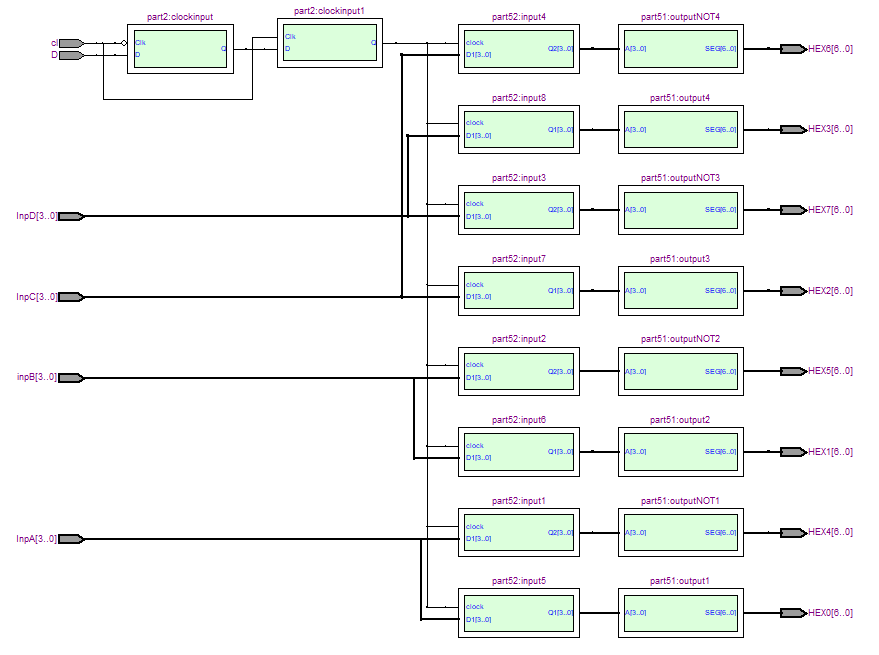 part2:clockinput
part2:clockinput1
cl
D
Clk
D
Q
Clk
D
Q
part52:input4
clock
D1[3..0]
Q2[3..0]
part51:outputNOT4
A[3..0]
SEG[6..0]
HEX6[6..0]
part52:input8
clock
D1[3..0]
Q1[3..0]
part51:output4
A[3..0]
SEG[6..0]
HEX3[6..0]
part52:input3
clock
D1[3..0]
Q2[3..0]
part51:outputNOT3
A[3..0]
SEG[6..0]
HEX7[6..0]
InpD[3..0]
part52:input7
clock
D1[3..0]
Q1[3..0]
part51:output3
A[3..0]
SEG[6..0]
HEX2[6..0]
InpC[3..0]
part52:input2
clock
D1[3..0]
Q2[3..0]
part51:outputNOT2
A[3..0]
SEG[6..0]
HEX5[6..0]
inpB[3..0]
part52:input6
clock
D1[3..0]
Q1[3..0]
part51:output2
A[3..0]
SEG[6..0]
HEX1[6..0]
part52:input1
clock
D1[3..0]
Q2[3..0]
part51:outputNOT1
A[3..0]
SEG[6..0]
HEX4[6..0]
InpA[3..0]
part52:input5
clock
D1[3..0]
Q1[3..0]
part51:output1
A[3..0]
SEG[6..0]
HEX0[6..0]